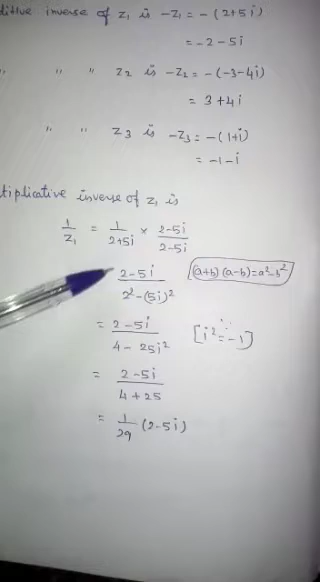 ditive inverse of z₁ is -z₁ = -(2+5i)
= -2-5i
" " " z₂ is -z₂ = -(-3-4i)
= 3+4i
" " z₃ is -z₃ = -(1+i)
= -1-i
tiplicative inverse of z₁ is
1/z₁ = 1/2+5i × 2-5i/2-5i
2-5i/2²-(5i)² (a+b)(a-b)=a²-b²
= 2-5i/4-25i² [∵ i²=-1]
= 2-5i/4+25
= 1/29 (2-5i)